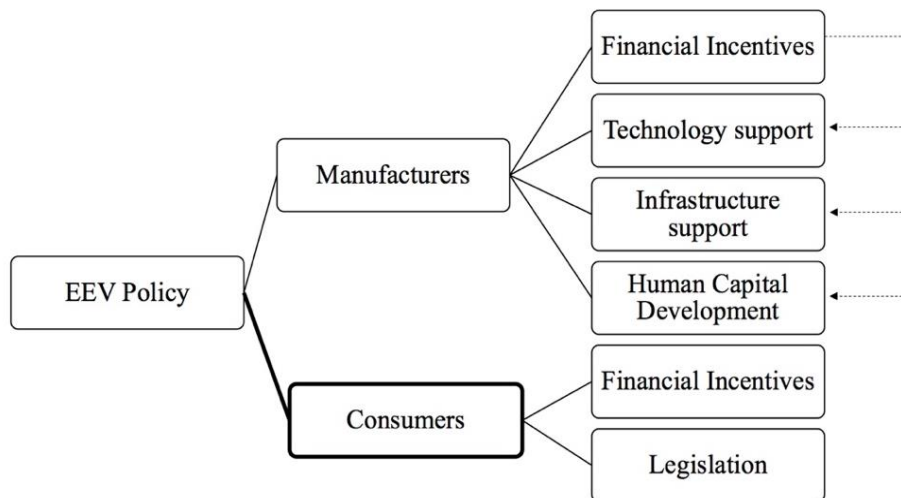 Financial Incentives
Technology support
Manufacturers
Infrastructure
support
EEV Policy
Human Capital
Development
Financial Incentives
Consumers
Legislation